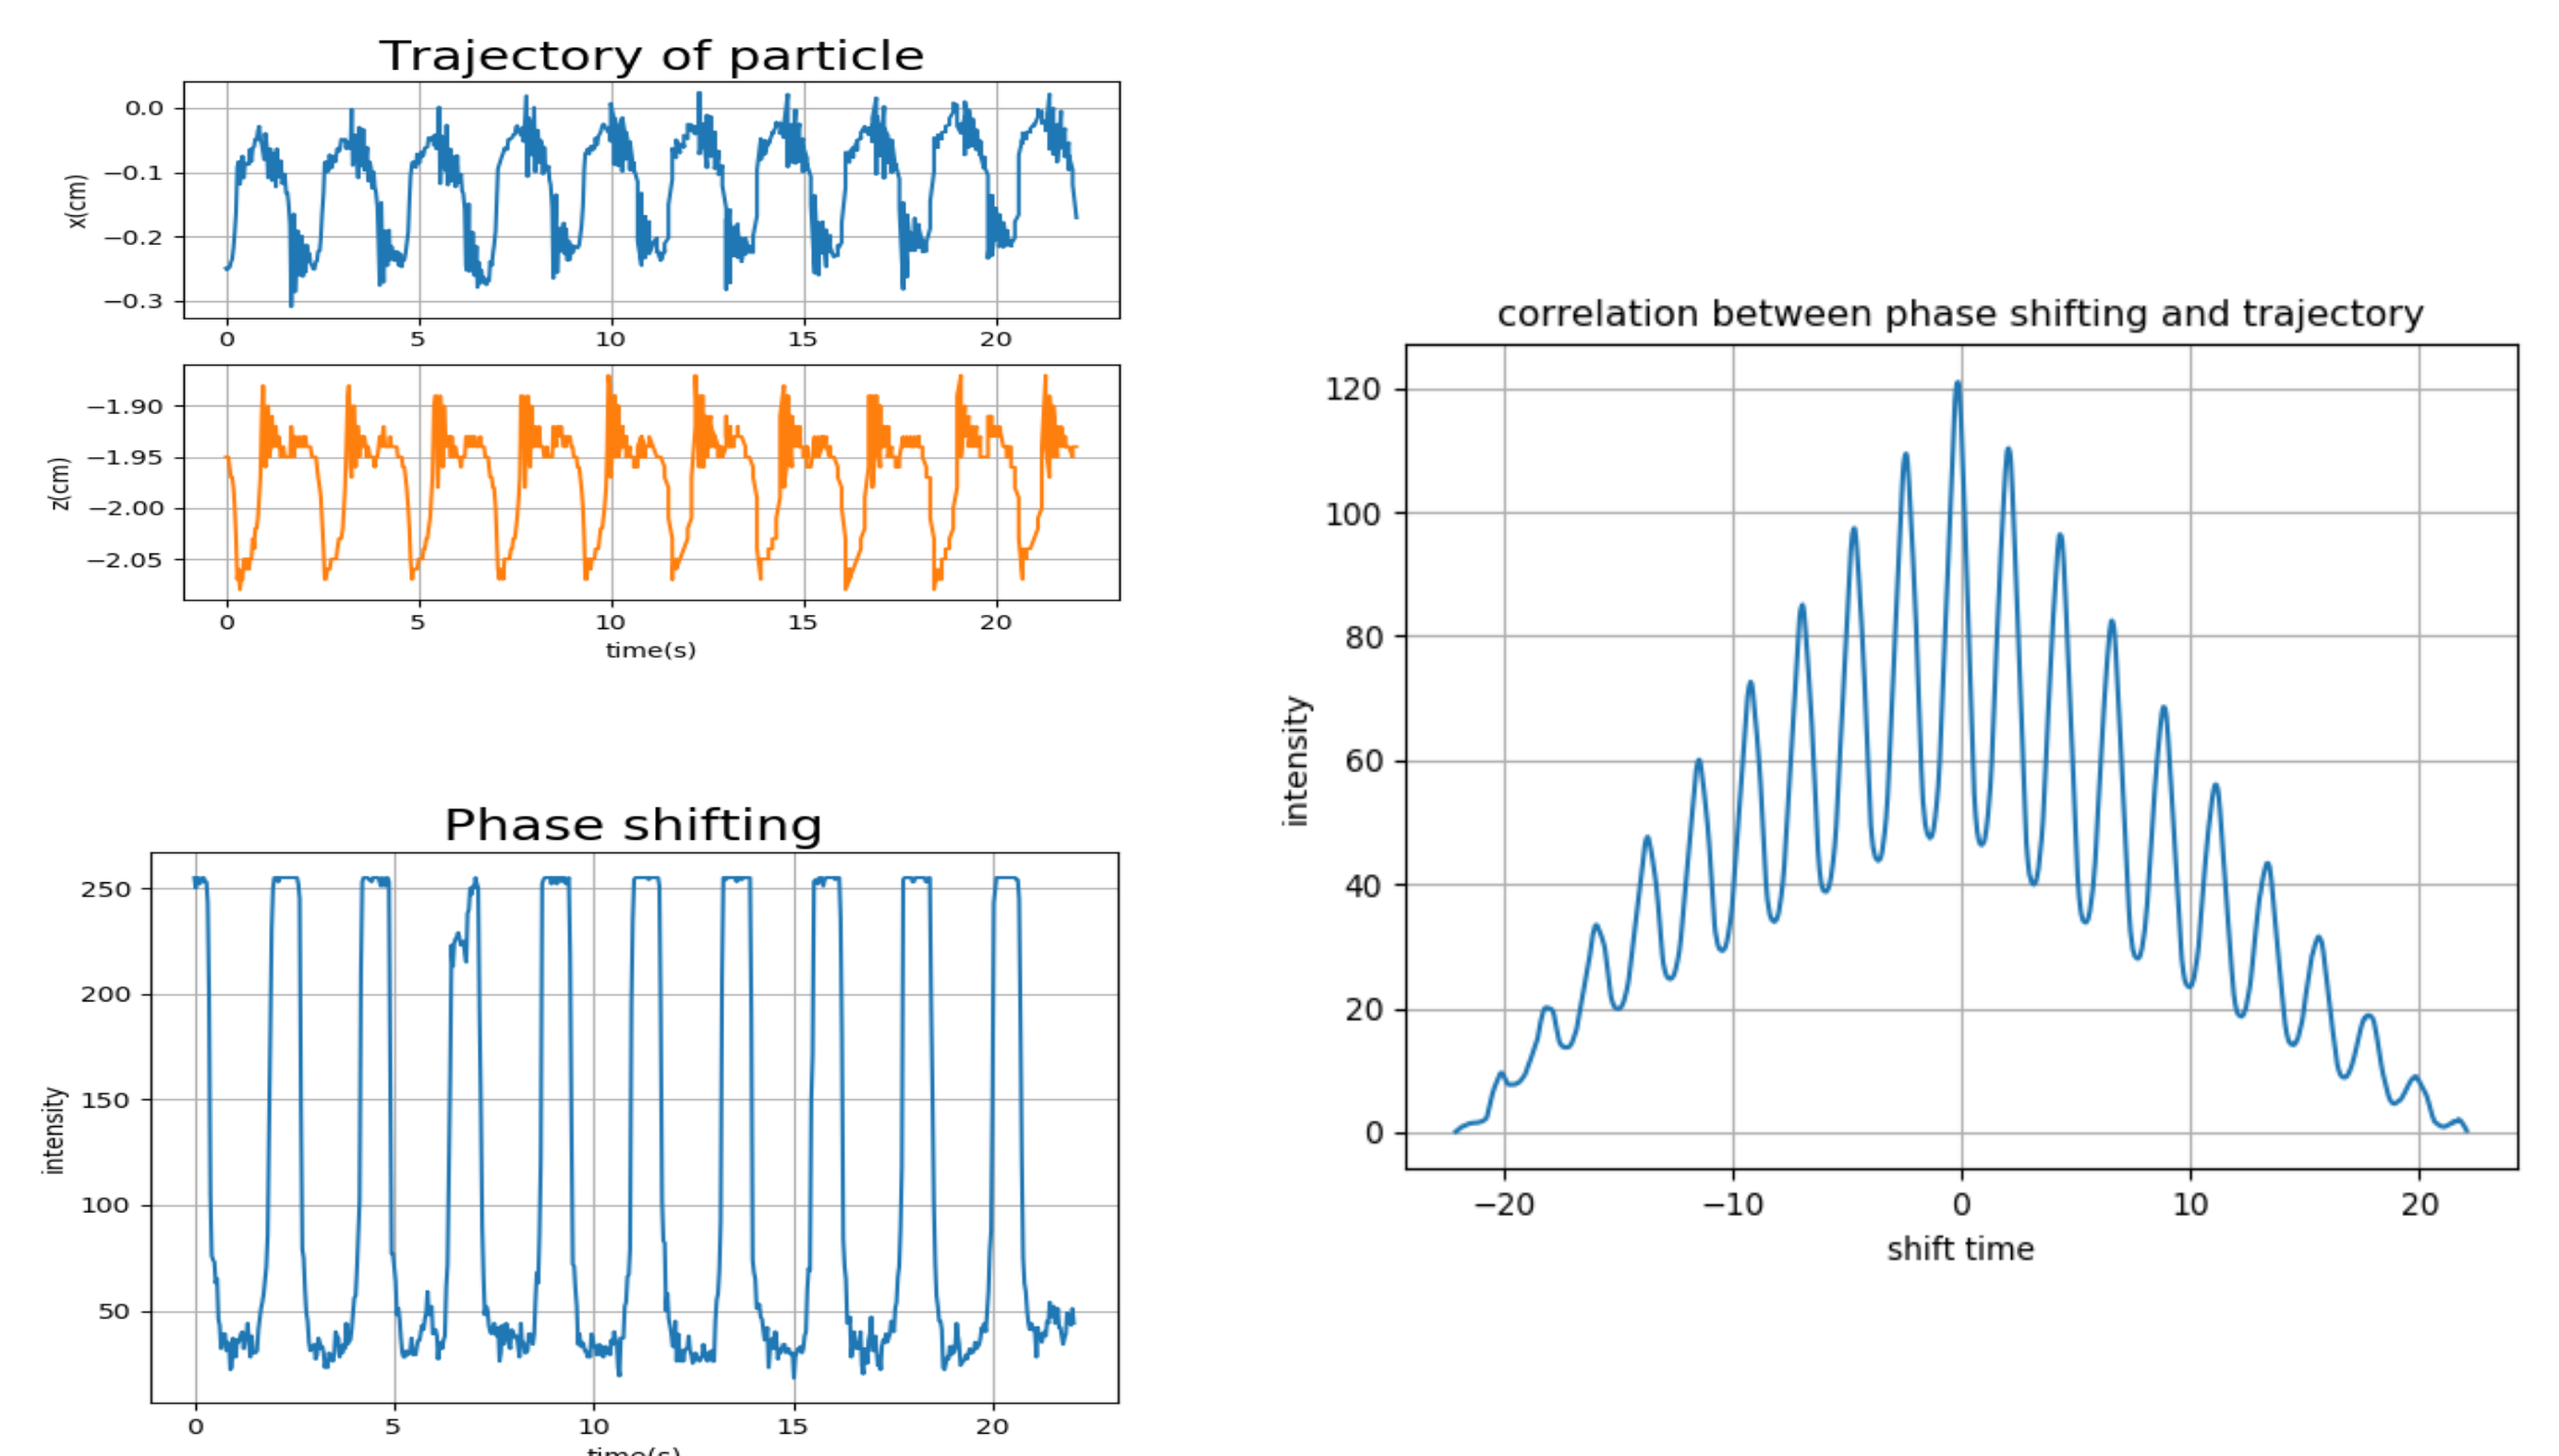 Trajectory of particle
0.0
−0.1
−0.2
−0.3
x(cm)
0 5 10 15 20
−1.90
−1.95
−2.00
−2.05
z(cm)
0 5 10 15 20
time(s)
Phase shifting
250
200
150
100
50
intensity
0 5 10 15 20
time(s)
correlation between phase shifting and trajectory
120
100
80
60
40
20
0
intensity
−20 −10 0 10 20
shift time